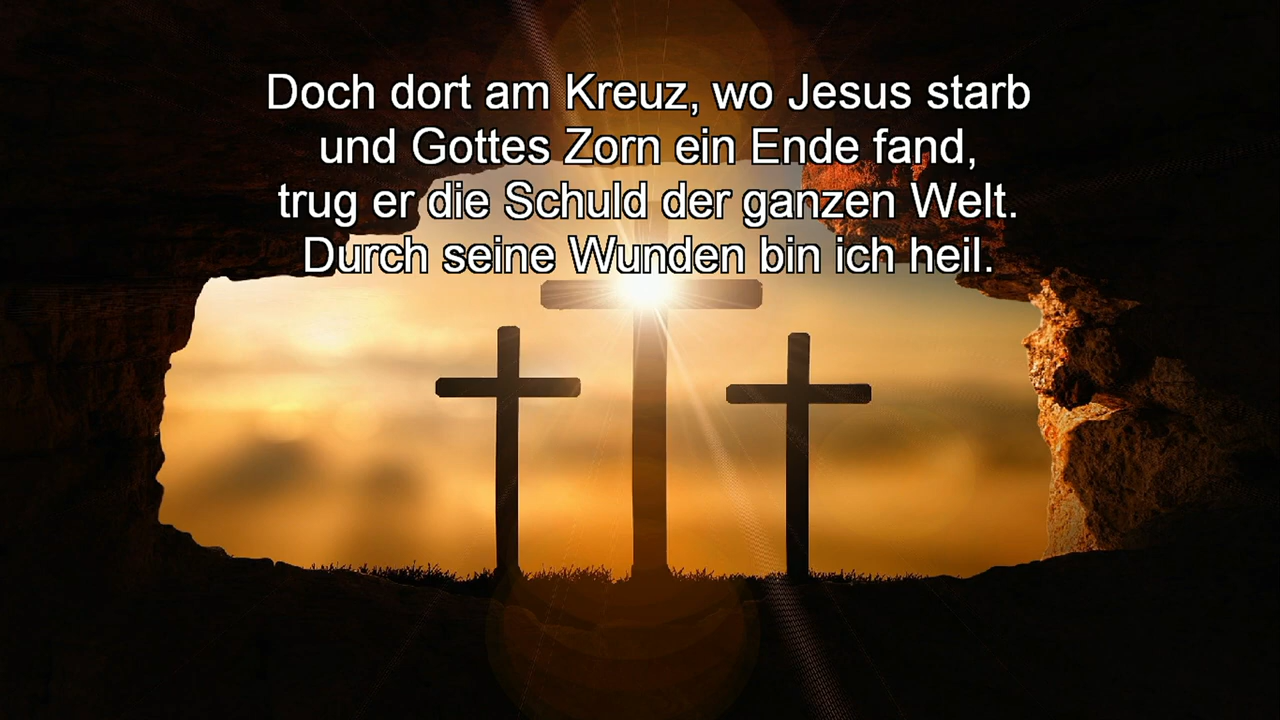 Doch dort am Kreuz, wo Jesus starb
und Gottes Zorn ein Ende fand,
trug er die Schuld der ganzen Welt.
Durch seine Wunden bin ich heil.